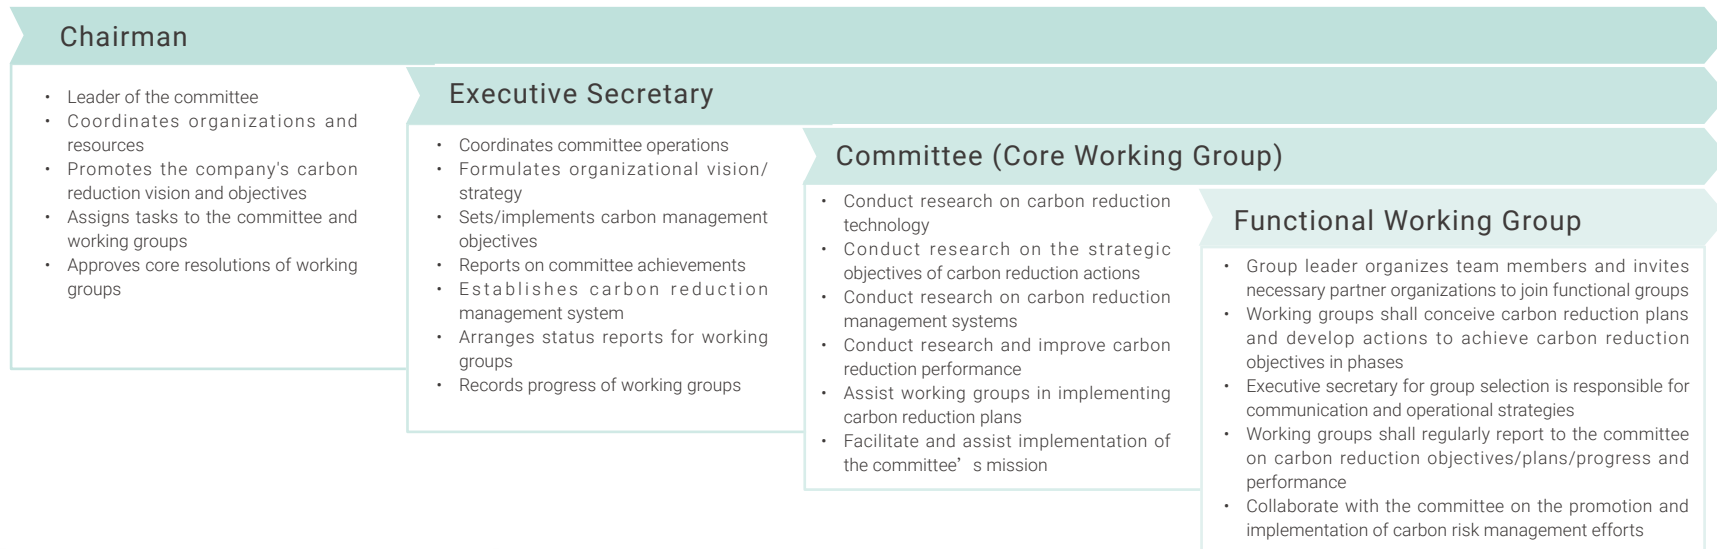 Chairman
• Leader of the committee
• Coordinates organizations and
resources
• Promotes the company's carbon
reduction vision and objectives
• Assigns tasks to the committee and
working groups
• Approves core resolutions of working
groups
Executive Secretary
• Coordinates committee operations
• Formulates organizational vision/
strategy
• Sets/implements carbon management
objectives
• Reports on committee achievements
• Establishes carbon reduction
management system
• Arranges status reports for working
groups
• Records progress of working groups
Committee (Core Working Group)
• Conduct research on carbon reduction
technology
• Conduct research on the strategic
objectives of carbon reduction actions
• Conduct research on carbon reduction
management systems
• Conduct research and improve carbon
reduction performance
• Assist working groups in implementing
carbon reduction plans
• Facilitate and assist implementation of
the committee’s mission
Functional Working Group
• Group leader organizes team members and invites
necessary partner organizations to join functional groups
• Working groups shall conceive carbon reduction plans
and develop actions to achieve carbon reduction
objectives in phases
• Executive secretary for group selection is responsible for
communication and operational strategies
• Working groups shall regularly report to the committee
on carbon reduction objectives/plans/progress and
performance
• Collaborate with the committee on the promotion and
implementation of carbon risk management efforts